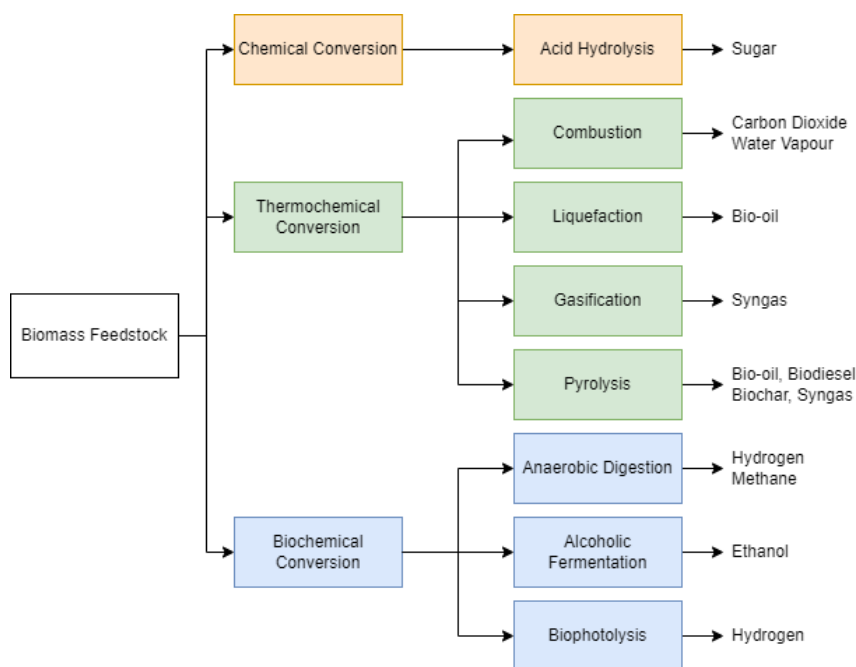 Chemical Conversion
Acid Hydrolysis
Sugar
Combustion
Carbon Dioxide
Water Vapour
Thermochemical
Conversion
Liquefaction
Bio-oil
Gasification
Syngas
Biomass Feedstock
Pyrolysis
Bio-oil, Biodiesel
Biochar, Syngas
Anaerobic Digestion
Hydrogen
Methane
Biochemical
Conversion
Alcoholic
Fermentation
Ethanol
Biophotolysis
Hydrogen